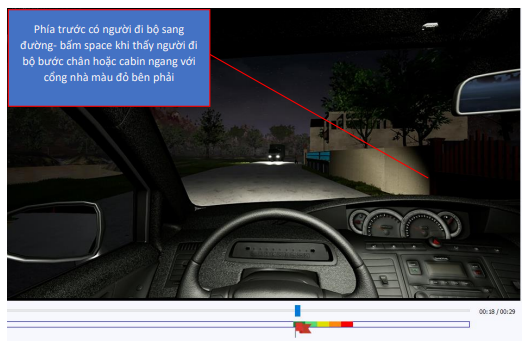 Phía trước có người đi bộ sang
đường- bấm space khi thấy người đi
bộ bước chân hoặc cabin ngang với
cổng nhà màu đỏ bên phải
00:18 / 00:29